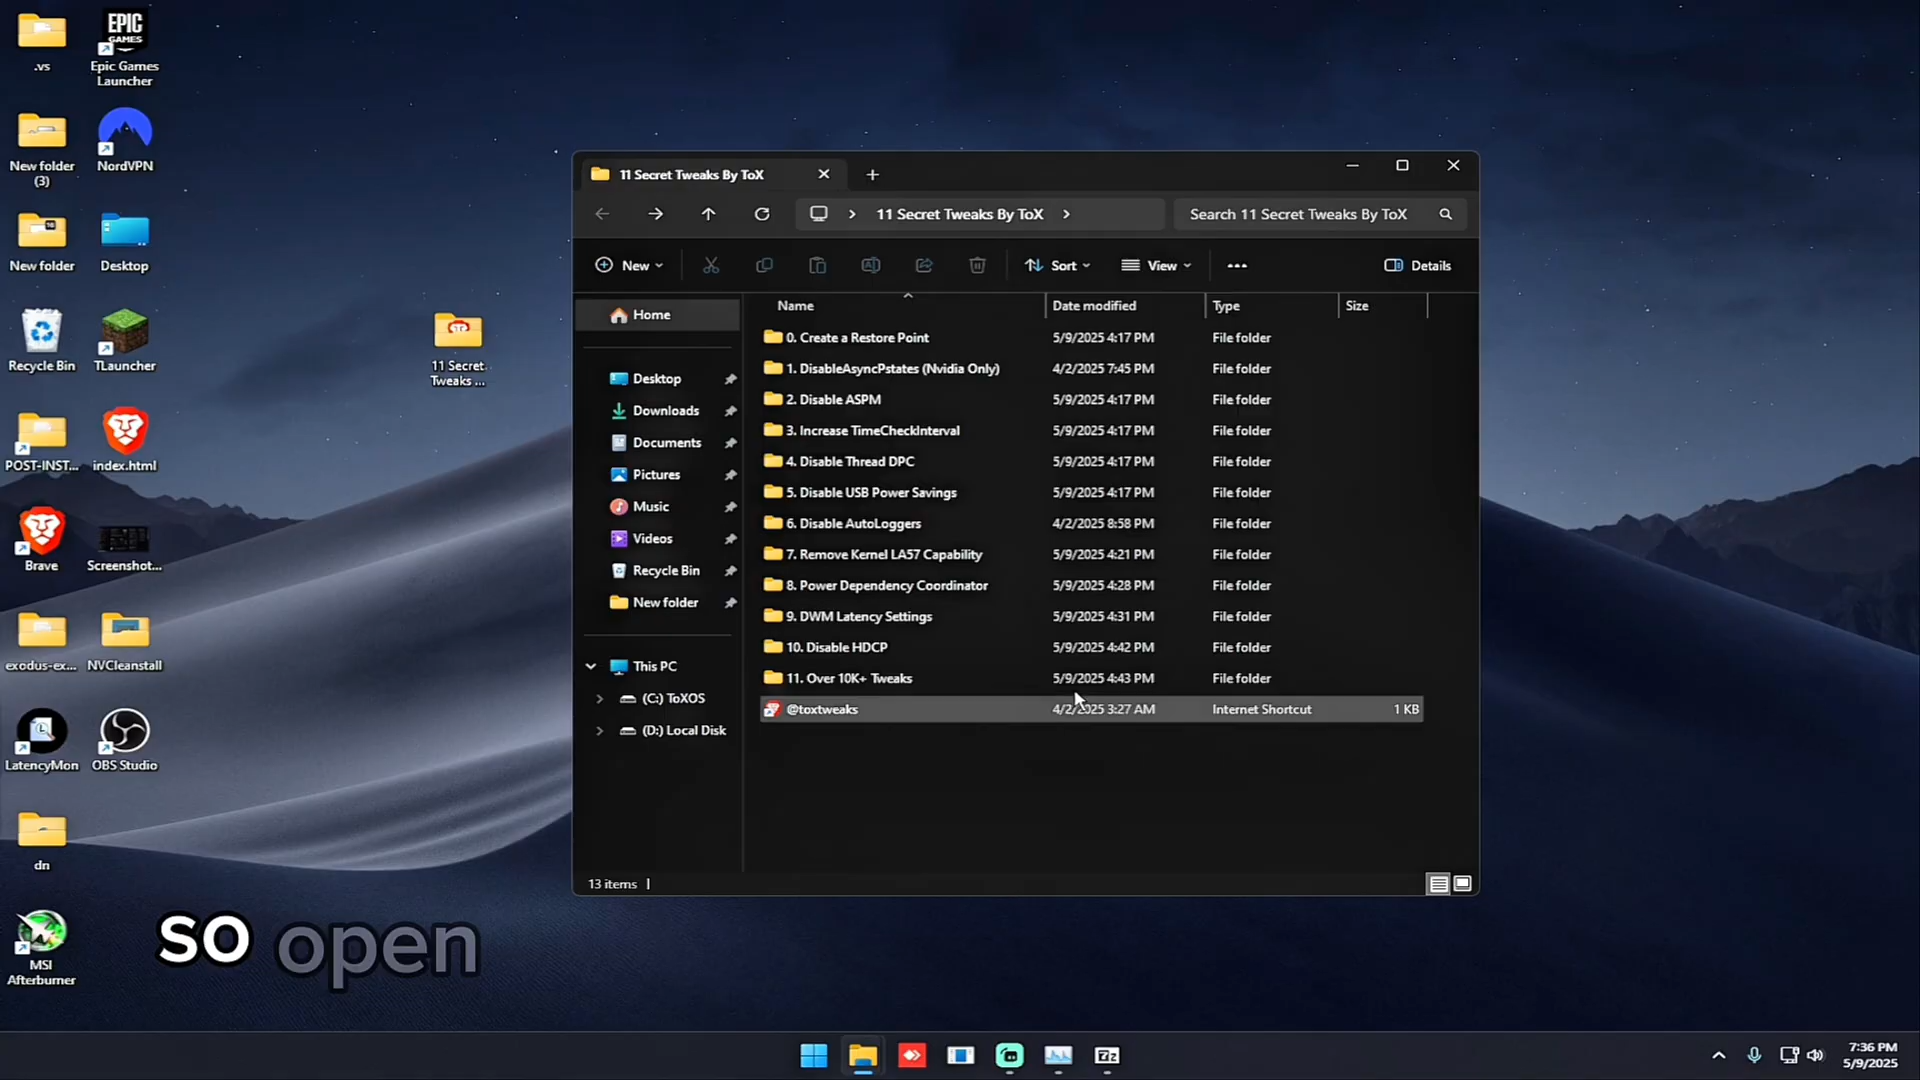 .vs
Epic Games
Launcher
EPIC
GAMES
New folder
(3)
NordVPN
New folder
Desktop
Recycle Bin
TLauncher
11 Secret
Tweaks ...
POST-INST...
index.html
Brave
Screenshot...
exodus-ex...
NVCleanstall
LatencyMon
OBS Studio
dn
MSI
Afterburner
11 Secret Tweaks By ToX
11 Secret Tweaks By ToX
Search 11 Secret Tweaks By ToX
New
Sort
View
Details
Home
Desktop
Downloads
Documents
Pictures
Music
Videos
Recycle Bin
New folder
This PC
(C:) ToXOS
(D:) Local Disk
Name Date modified Type Size
0. Create a Restore Point 5/9/2025 4:17 PM File folder
1. DisableAsyncPstates (Nvidia Only) 4/2/2025 7:45 PM File folder
2. Disable ASPM 5/9/2025 4:17 PM File folder
3. Increase TimeCheckInterval 5/9/2025 4:17 PM File folder
4. Disable Thread DPC 5/9/2025 4:17 PM File folder
5. Disable USB Power Savings 5/9/2025 4:17 PM File folder
6. Disable AutoLoggers 4/2/2025 8:58 PM File folder
7. Remove Kernel LA57 Capability 5/9/2025 4:21 PM File folder
8. Power Dependency Coordinator 5/9/2025 4:28 PM File folder
9. DWM Latency Settings 5/9/2025 4:31 PM File folder
10. Disable HDCP 5/9/2025 4:42 PM File folder
11. Over 10K+ Tweaks 5/9/2025 4:43 PM File folder
@toxtweaks 4/2/2025 3:27 AM Internet Shortcut 1 KB
13 items
so open
7z
7:36 PM
5/9/2025